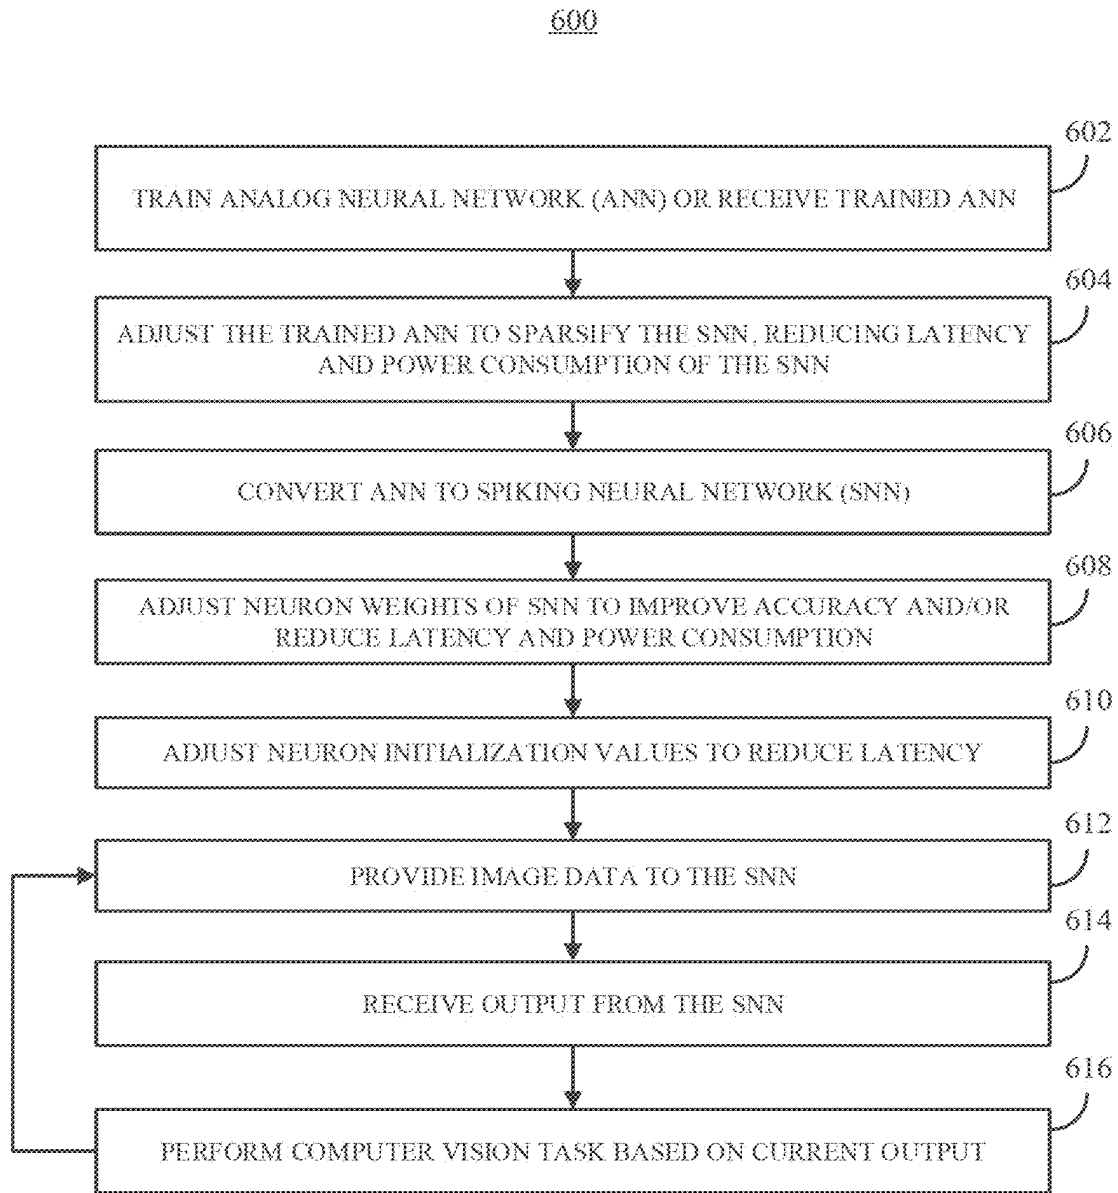 600
602
TRAIN ANALOG NEURAL NETWORK (ANN) OR RECEIVE TRAINED ANN
604
ADJUST THE TRAINED ANN TO SPARSIFY THE SNN, REDUCING LATENCY
AND POWER CONSUMPTION OF THE SNN
606
CONVERT ANN TO SPIKING NEURAL NETWORK (SNN)
608
ADJUST NEURON WEIGHTS OF SNN TO IMPROVE ACCURACY AND/OR
REDUCE LATENCY AND POWER CONSUMPTION
610
ADJUST NEURON INITIALIZATION VALUES TO REDUCE LATENCY
612
PROVIDE IMAGE DATA TO THE SNN
614
RECEIVE OUTPUT FROM THE SNN
616
PERFORM COMPUTER VISION TASK BASED ON CURRENT OUTPUT